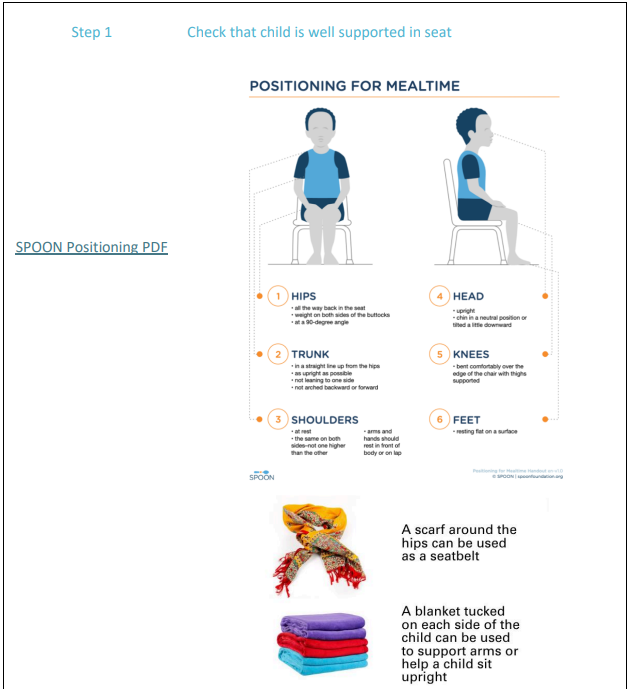 Step 1 Check that child is well supported in seat
POSITIONING FOR MEALTIME
SPOON Positioning PDF
1 HIPS
• all the way back in the seat
• weight on both sides of the buttocks
• at a 90-degree angle
4 HEAD
• upright
• chin in a neutral position or
tilted a little downward
2 TRUNK
• in a straight line up from the hips
• as upright as possible
• not leaning to one side
• not arched backward or forward
5 KNEES
• bent comfortably over the
edge of the chair with thighs
supported
3 SHOULDERS
• at rest
• the same on both
sides–not one higher
than the other
• arms and
hands should
rest in front of
body or on lap
6 FEET
• resting flat on a surface
SPOON
Positioning for Mealtime Handout
© SPOON | spoonfoundation.org
A scarf around the
hips can be used
as a seatbelt
A blanket tucked
on each side of the
child can be used
to support arms or
help a child sit
upright